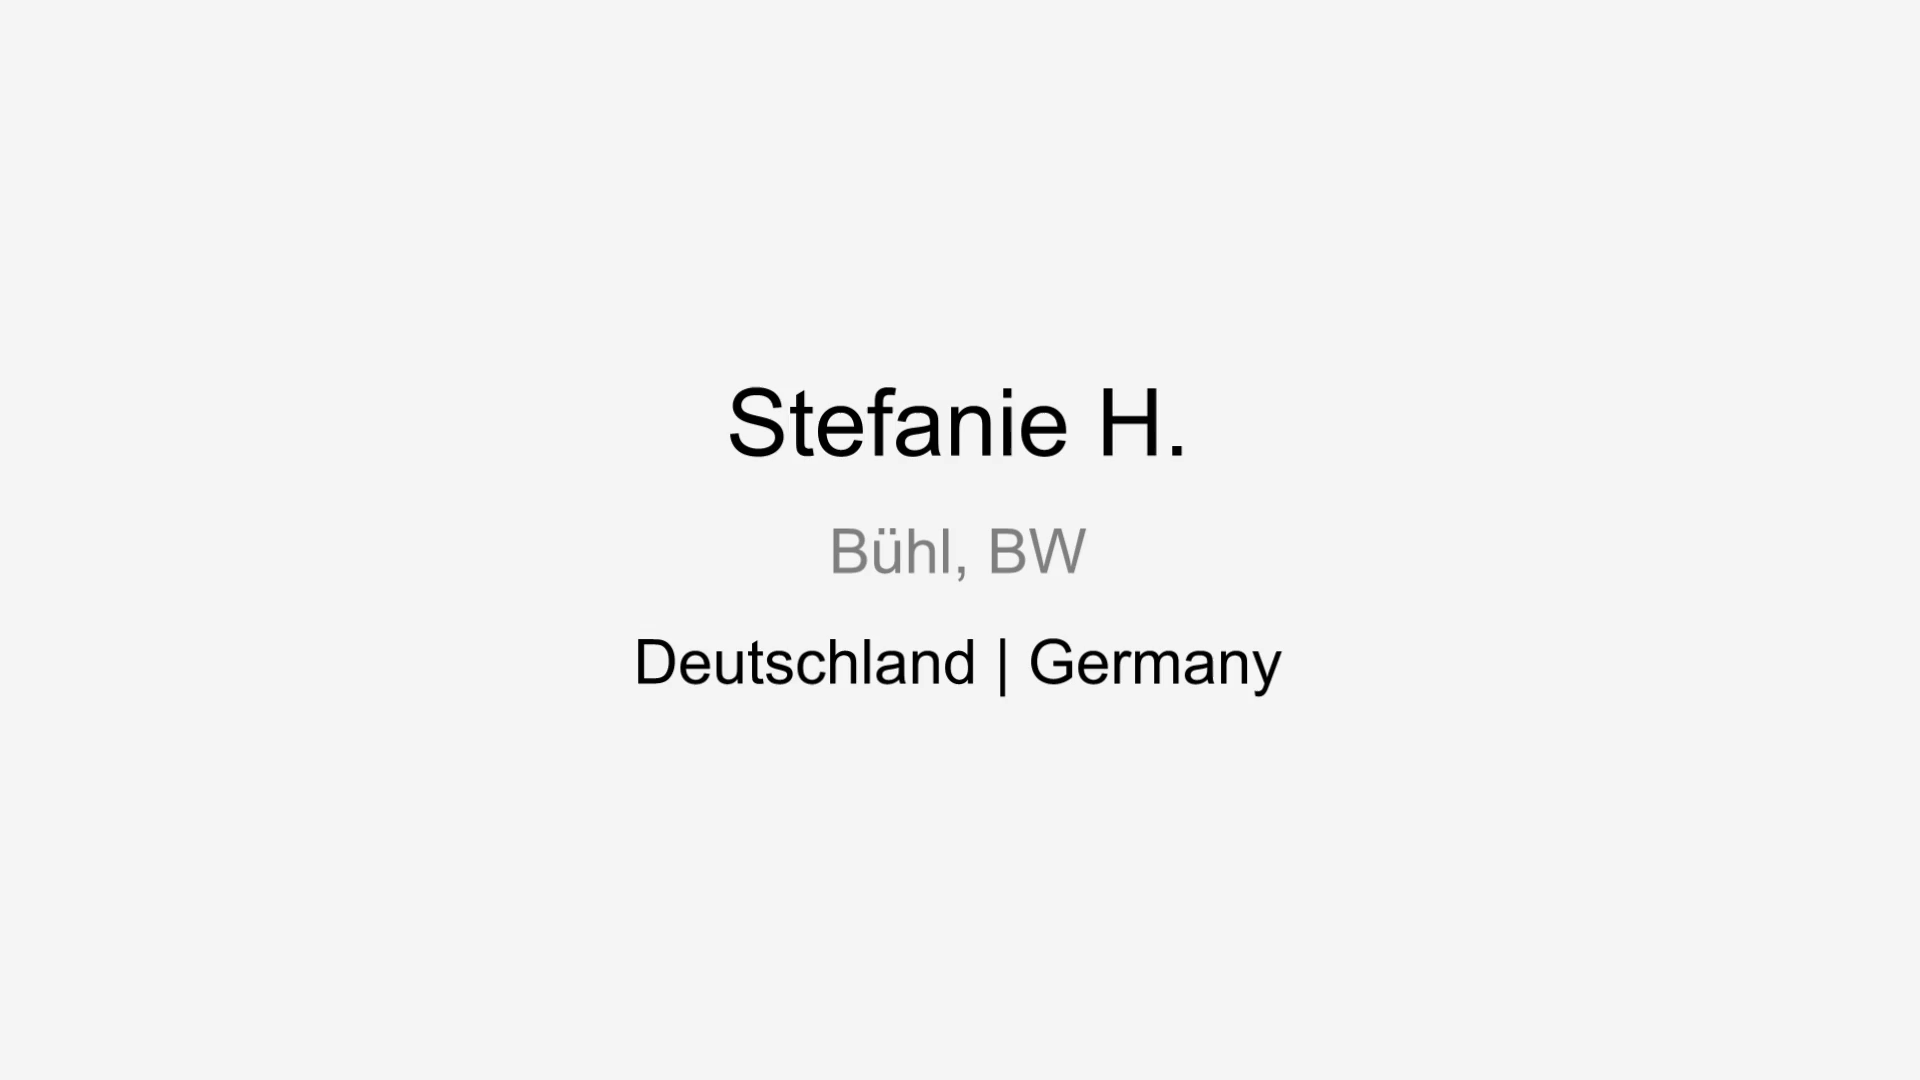 Stefanie H.
Bühl, BW
Deutschland | Germany